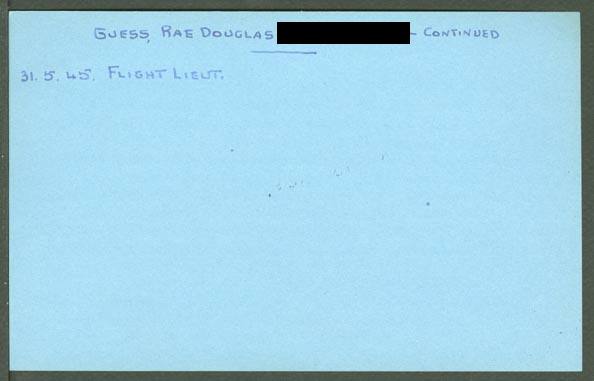 GUESS, RAE DOUGLAS - CONTINUED
31. 5. 45. FLIGHT LIEUT.